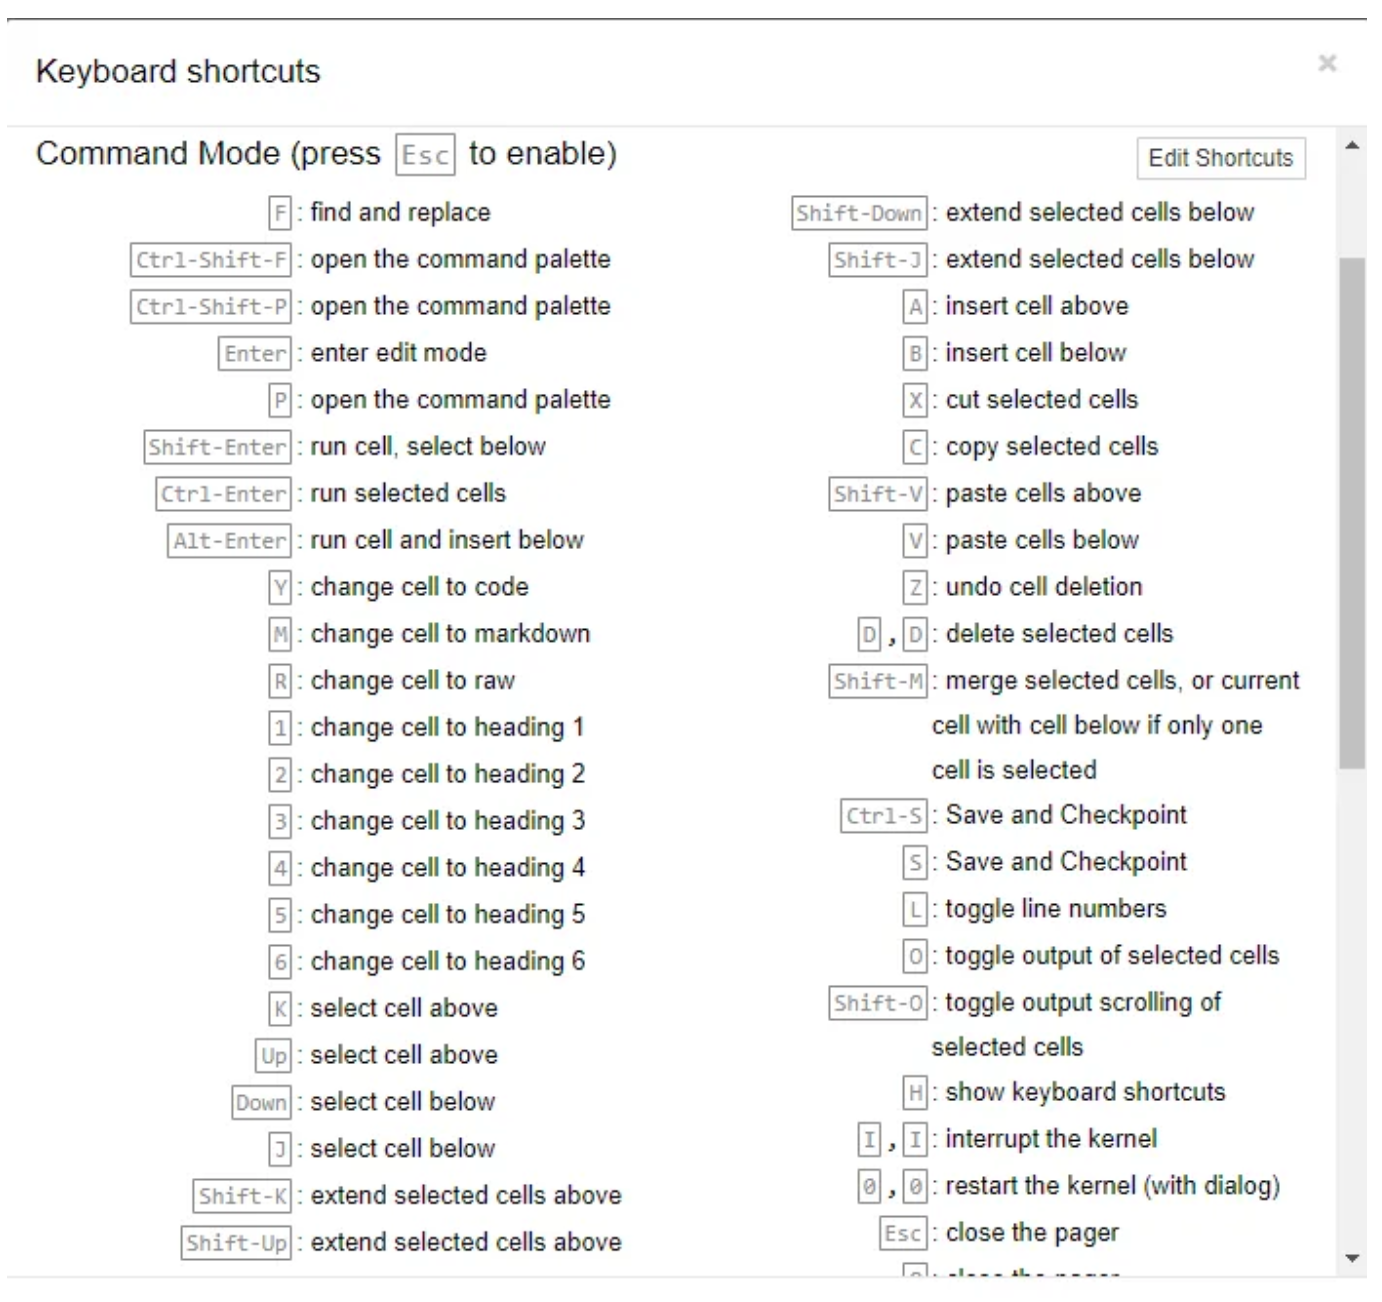 Keyboard shortcuts
×
Command Mode (press Esc to enable)
Edit Shortcuts
F : find and replace
Ctrl-Shift-F : open the command palette
Ctrl-Shift-P : open the command palette
Enter : enter edit mode
P : open the command palette
Shift-Enter : run cell, select below
Ctrl-Enter : run selected cells
Alt-Enter : run cell and insert below
Y : change cell to code
M : change cell to markdown
R : change cell to raw
1 : change cell to heading 1
2 : change cell to heading 2
3 : change cell to heading 3
4 : change cell to heading 4
5 : change cell to heading 5
6 : change cell to heading 6
K : select cell above
Up : select cell above
Down : select cell below
J : select cell below
Shift-K : extend selected cells above
Shift-Up : extend selected cells above
Shift-Down : extend selected cells below
Shift-J : extend selected cells below
A : insert cell above
B : insert cell below
X : cut selected cells
C : copy selected cells
Shift-V : paste cells above
V : paste cells below
Z : undo cell deletion
D , D : delete selected cells
Shift-M : merge selected cells, or current
cell with cell below if only one
cell is selected
Ctrl-S : Save and Checkpoint
S : Save and Checkpoint
L : toggle line numbers
O : toggle output of selected cells
Shift-O : toggle output scrolling of
selected cells
H : show keyboard shortcuts
I , I : interrupt the kernel
0 , 0 : restart the kernel (with dialog)
Esc : close the pager
: close the pager